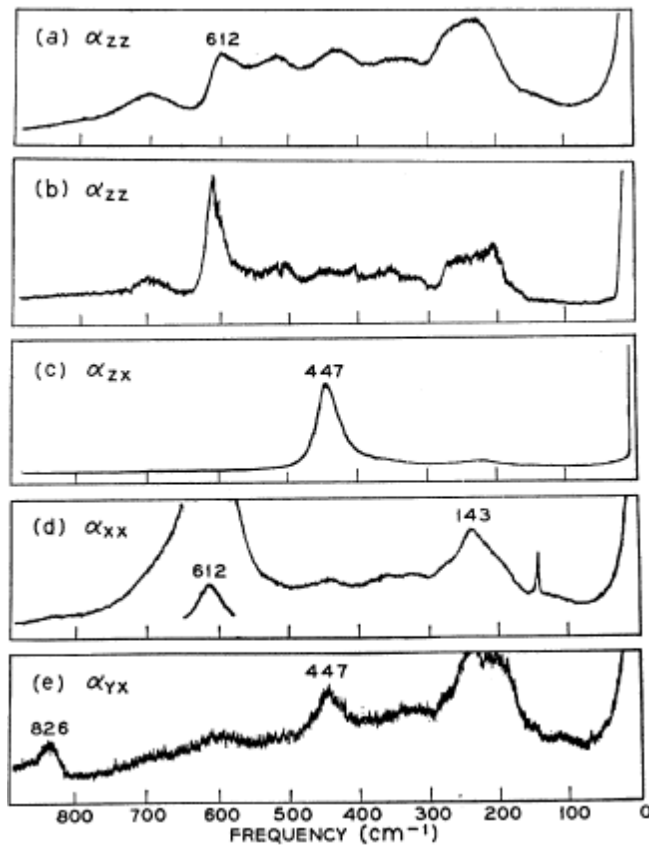 (a) αzz
612
(b) αzz
612
(c) αzx
447
(d) αxx
612
143
(e) αyx
826
447
800 700 600 500 400 300 200 100 0
FREQUENCY (cm⁻¹)